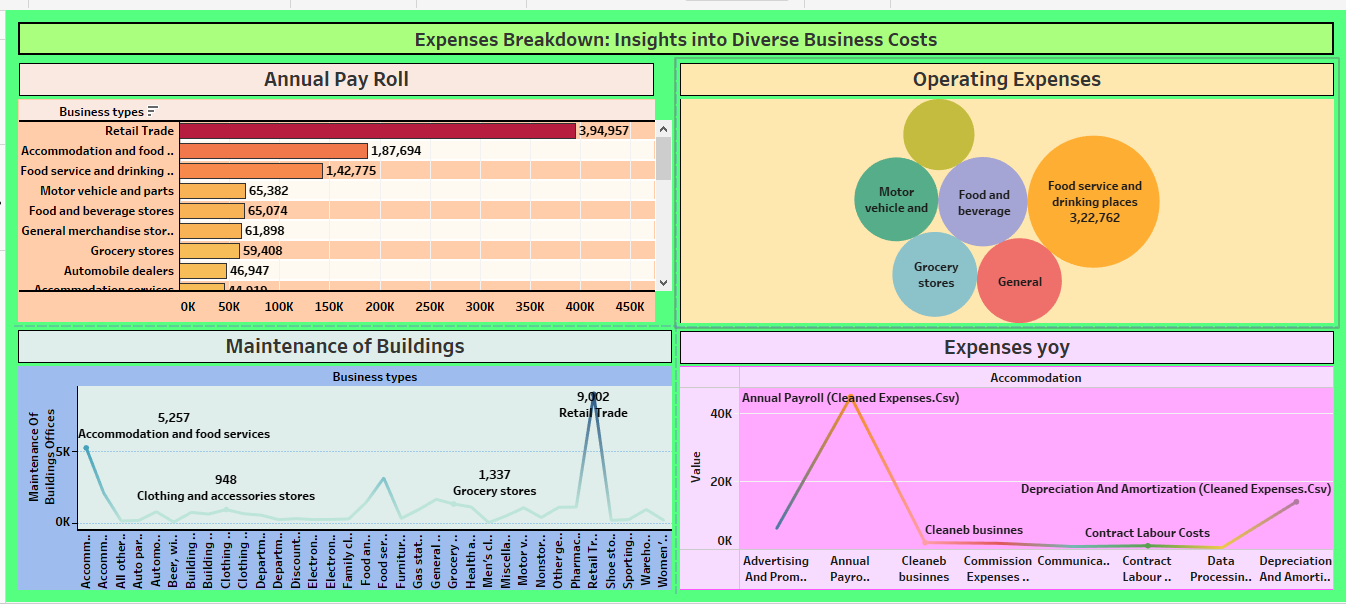 Expenses Breakdown: Insights into Diverse Business Costs
Annual Pay Roll
Business types
Retail Trade 3,94,957
Accommodation and food .. 1,87,694
Food service and drinking .. 1,42,775
Motor vehicle and parts 65,382
Food and beverage stores 65,074
General merchandise stor.. 61,898
Grocery stores 59,408
Automobile dealers 46,947
Accommodation services 44,919
0K 50K 100K 150K 200K 250K 300K 350K 400K 450K
Operating Expenses
Motor
vehicle and
Food and
beverage
Food service and
drinking places
3,22,762
Grocery
stores
General
Maintenance of Buildings
Business types
Maintenance Of
Buildings Offices
5K
0K
5,257
Accommodation and food services
948
Clothing and accessories stores
1,337
Grocery stores
9,002
Retail Trade
Accomm..
Accomm..
All other..
Auto par..
Automo..
Beer, wi..
Building ..
Building ..
Clothing ..
Clothing ..
Departm..
Departm..
Discount..
Electron..
Electron..
Family cl..
Food an..
Food ser..
Furnitur..
Gas stat..
General ..
Grocery ..
Health a..
Men's cl..
Miscella..
Motor v..
Nonstor..
Other ge..
Pharmac..
Retail Tr..
Shoe sto..
Sporting..
Wareho..
Women'..
Expenses yoy
Accommodation
Value
40K
20K
0K
Annual Payroll (Cleaned Expenses.Csv)
Depreciation And Amortization (Cleaned Expenses.Csv)
Cleaneb businnes
Contract Labour Costs
Advertising
And Prom..
Annual
Payro..
Cleaneb
businnes
Commission
Expenses ..
Communica..
Contract
Labour ..
Data
Processin..
Depreciation
And Amorti..